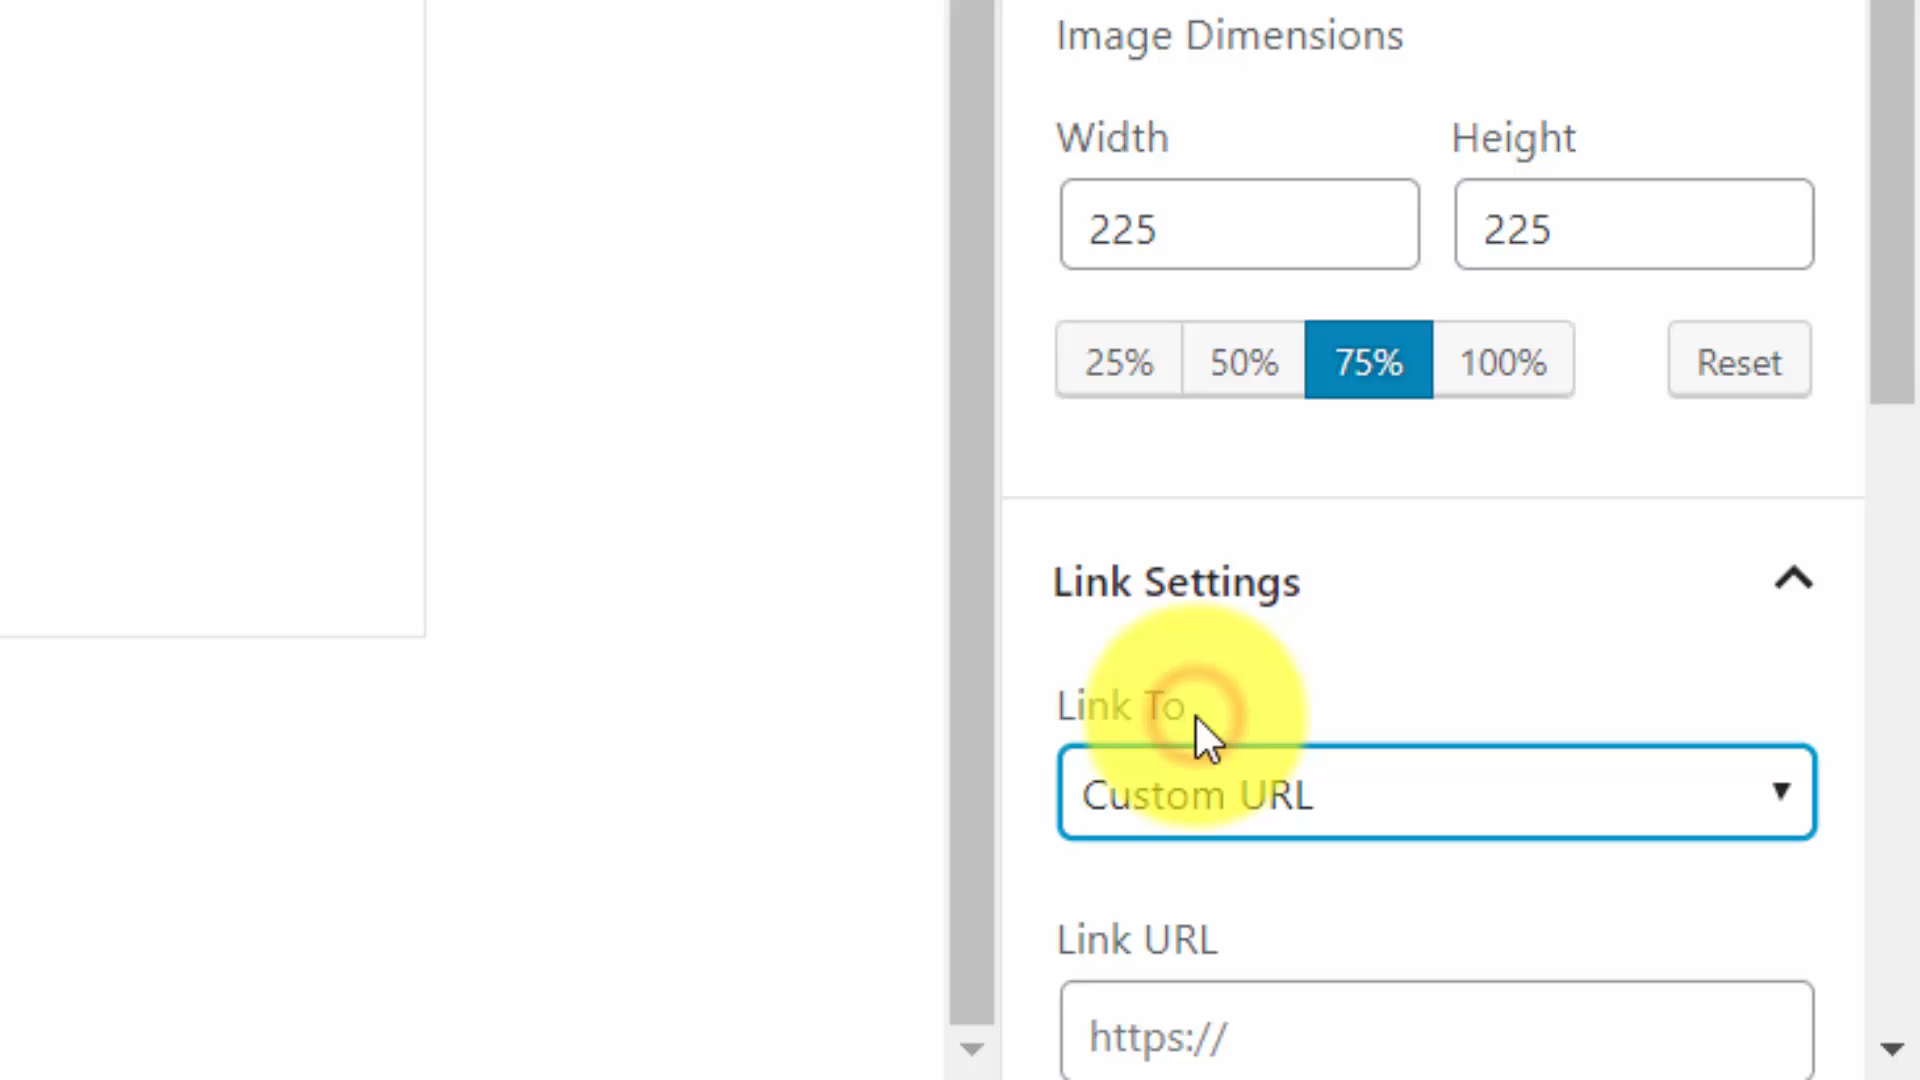 Image Dimensions
Width Height
225 225
25% 50% 75% 100% Reset
Link Settings
Link To
Custom URL
Link URL
https://